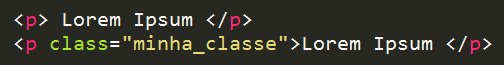 <p> Lorem Ipsum </p>
<p class="minha_classe">Lorem Ipsum </p>